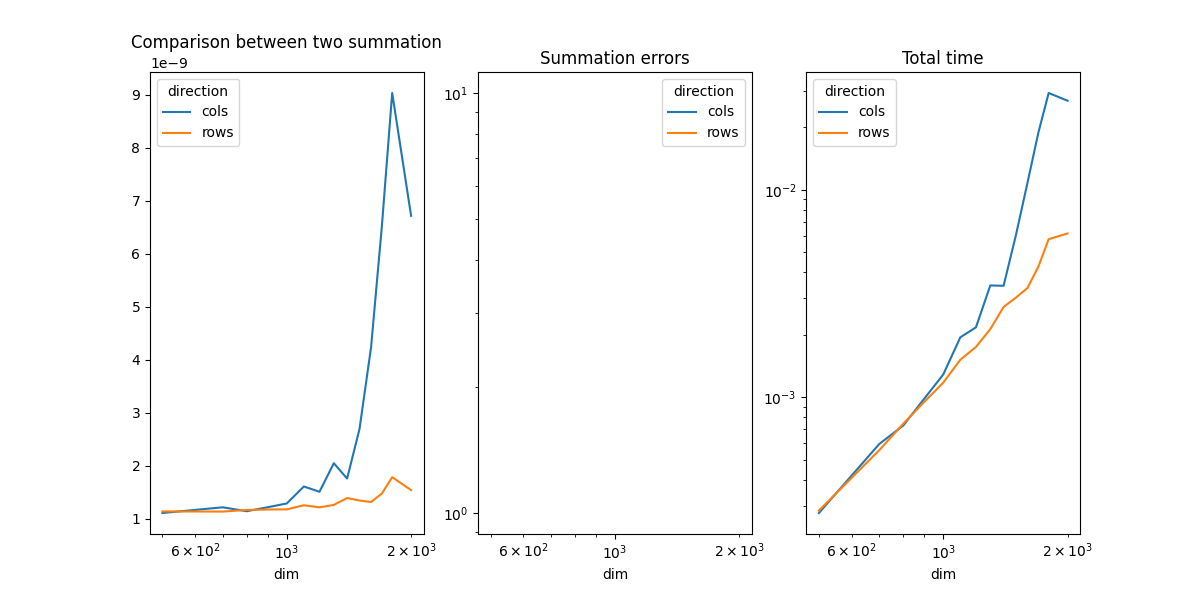 Comparison between two summation
1e−9
direction
cols
rows
9
8
7
6
5
4
3
2
1
6 × 10²
10³
2 × 10³
dim
Summation errors
direction
cols
rows
10¹
10⁰
6 × 10²
10³
2 × 10³
dim
Total time
direction
cols
rows
10⁻²
10⁻³
6 × 10²
10³
2 × 10³
dim